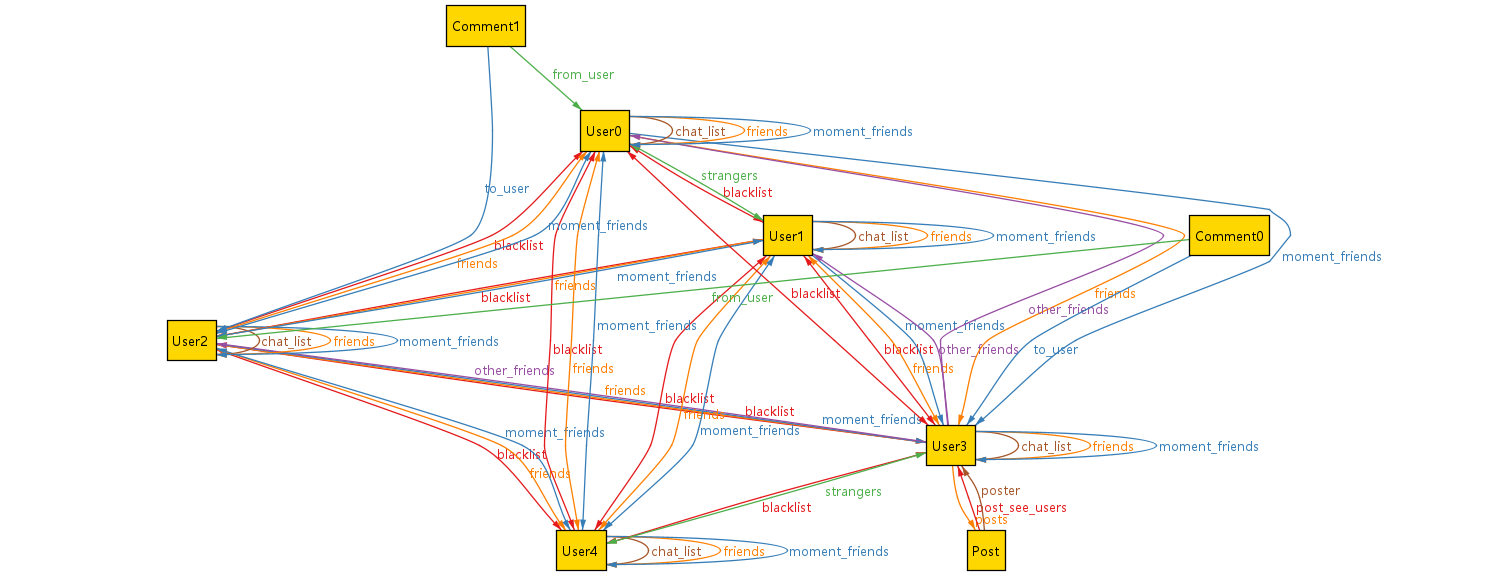 Comment1
from_user
User0
chat_list
friends
moment_friends
strangers
blacklist
to_user
moment_friends
User1
chat_list
friends
moment_friends
Comment0
blacklist
friends
moment_friends
moment_friends
friends
blacklist
from_user
blacklist
friends
other_friends
moment_friends
moment_friends
User2
chat_list
friends
moment_friends
blacklist
blacklist
other_friends
to_user
other_friends
friends
friends
friends
blacklist
blacklist
friends
moment_friends
moment_friends
moment_friends
User3
chat_list
friends
moment_friends
blacklist
friends
strangers
poster
blacklist
post_see_users
posts
User4
chat_list
friends
moment_friends
Post